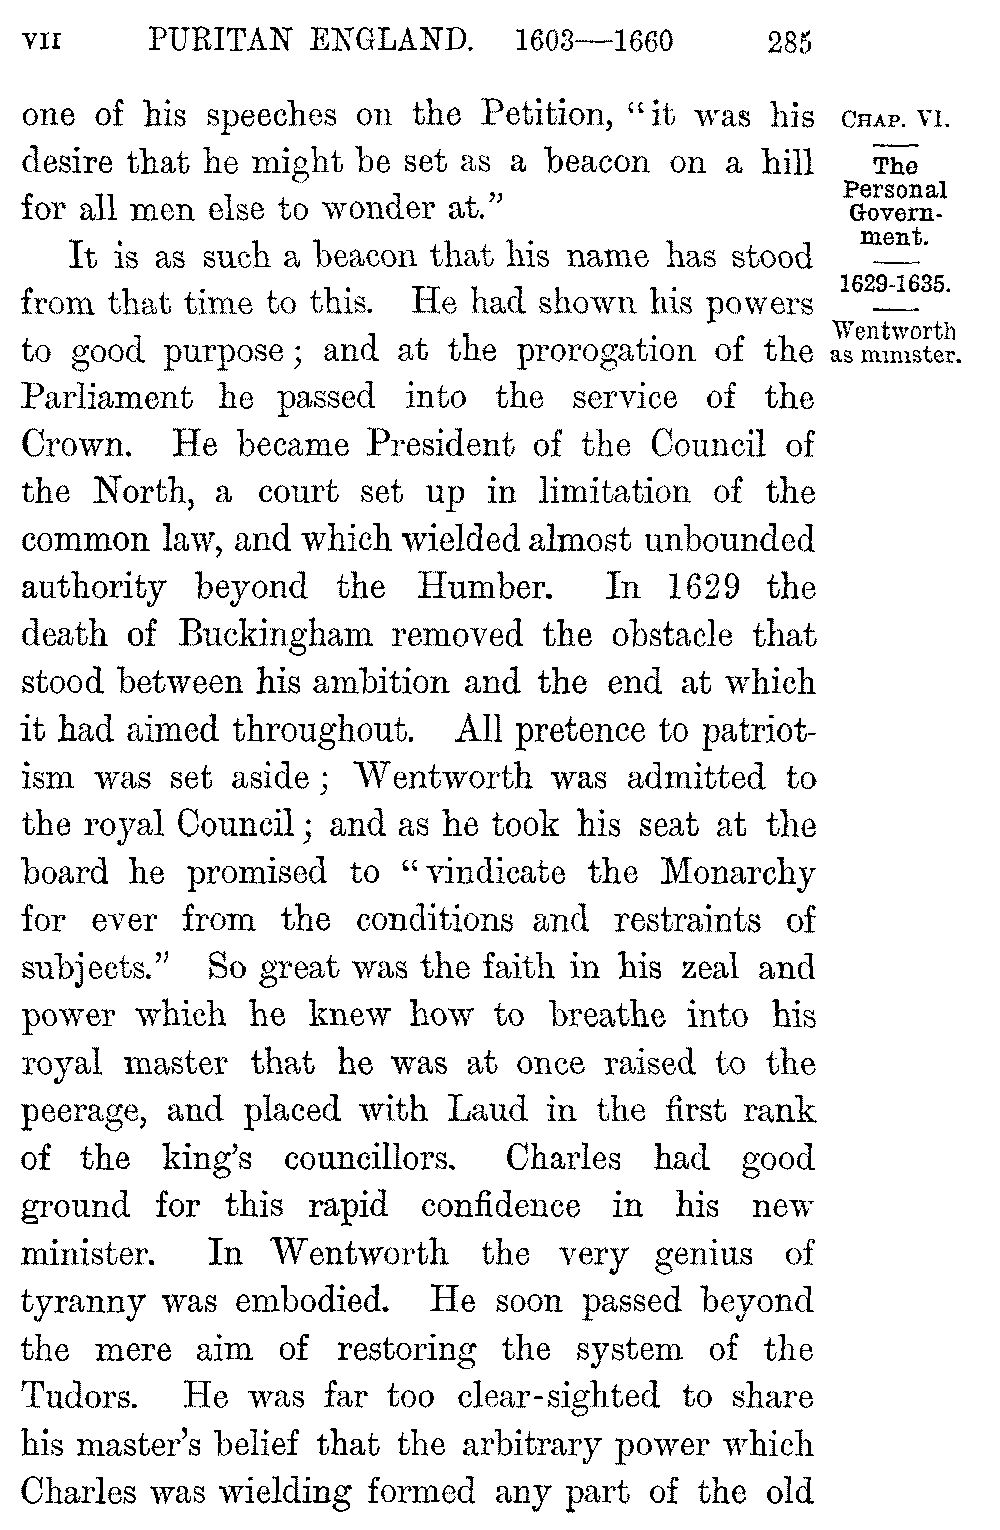 VII PURITAN ENGLAND. 1603—1660 285
one of his speeches on the Petition, “it was his
desire that he might be set as a beacon on a hill
for all men else to wonder at.”
It is as such a beacon that his name has stood
from that time to this. He had shown his powers
to good purpose; and at the prorogation of the
Parliament he passed into the service of the
Crown. He became President of the Council of
the North, a court set up in limitation of the
common law, and which wielded almost unbounded
authority beyond the Humber. In 1629 the
death of Buckingham removed the obstacle that
stood between his ambition and the end at which
it had aimed throughout. All pretence to patriot-
ism was set aside; Wentworth was admitted to
the royal Council; and as he took his seat at the
board he promised to “vindicate the Monarchy
for ever from the conditions and restraints of
subjects.” So great was the faith in his zeal and
power which he knew how to breathe into his
royal master that he was at once raised to the
peerage, and placed with Laud in the first rank
of the king’s councillors. Charles had good
ground for this rapid confidence in his new
minister. In Wentworth the very genius of
tyranny was embodied. He soon passed beyond
the mere aim of restoring the system of the
Tudors. He was far too clear-sighted to share
his master’s belief that the arbitrary power which
Charles was wielding formed any part of the old
CHAP. VI.
The
Personal
Govern-
ment.
1629-1635.
Wentworth
as minister.